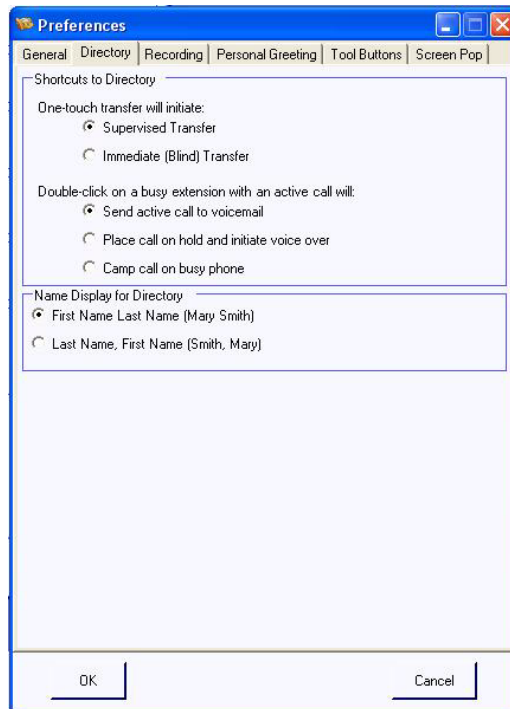 Preferences
General Directory Recording Personal Greeting Tool Buttons Screen Pop
Shortcuts to Directory
One-touch transfer will initiate:
Supervised Transfer
Immediate (Blind) Transfer
Double-click on a busy extension with an active call will:
Send active call to voicemail
Place call on hold and initiate voice over
Camp call on busy phone
Name Display for Directory
First Name Last Name (Mary Smith)
Last Name, First Name (Smith, Mary)
OK Cancel